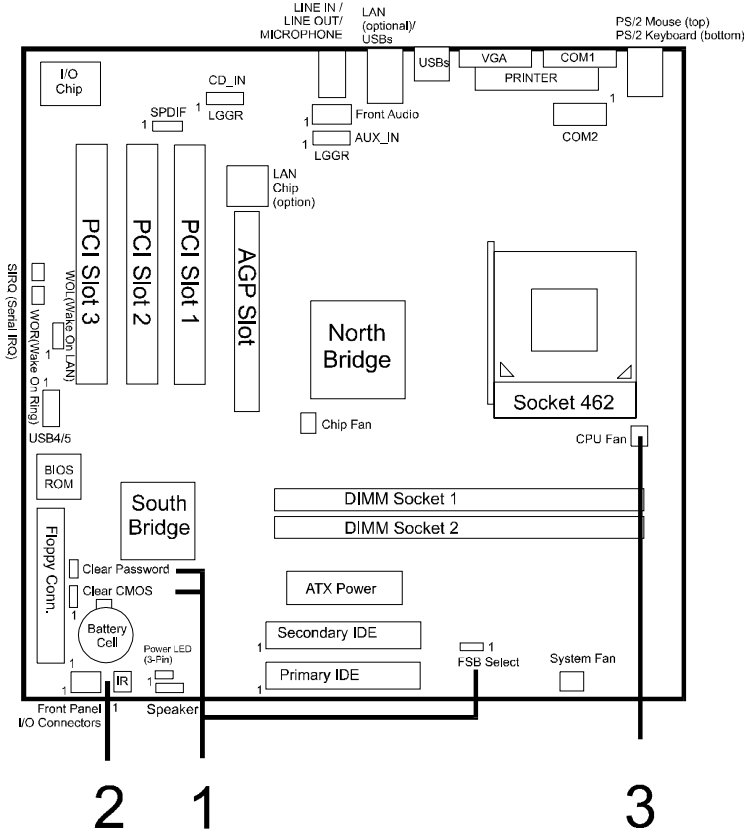 LINE IN /
LINE OUT/
MICROPHONE
LAN
(optional)/
USBs
PS/2 Mouse (top)
PS/2 Keyboard (bottom)
I/O
Chip
USBs
VGA
COM1
PRINTER
CD_IN
1
LGGR
SPDIF
1
1
Front Audio
1
AUX_IN
LGGR
1
COM2
LAN
Chip
(option)
PCI Slot 3
PCI Slot 2
PCI Slot 1
AGP Slot
SIRQ (Serial IRQ)
WOR(Wake On Ring)
WOL(Wake On LAN)
1
1
USB4/5
North
Bridge
Chip Fan
Socket 462
CPU Fan
BIOS
ROM
South
Bridge
DIMM Socket 1
DIMM Socket 2
Floppy Conn.
Clear Password
Clear CMOS
1
Battery
Cell
ATX Power
Power LED
(3-Pin)
1
Secondary IDE
1
Primary IDE
1
1
FSB Select
System Fan
1
1
IR
1
Speaker
Front Panel
I/O Connectors
2
1
3